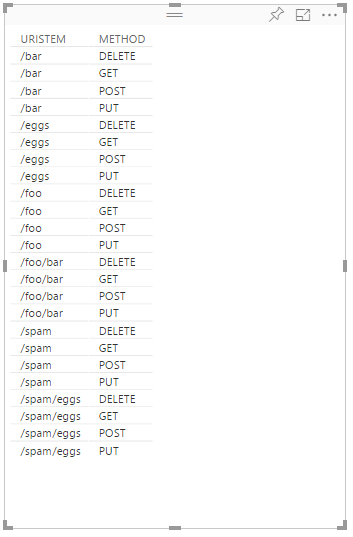 URISTEM METHOD
/bar DELETE
/bar GET
/bar POST
/bar PUT
/eggs DELETE
/eggs GET
/eggs POST
/eggs PUT
/foo DELETE
/foo GET
/foo POST
/foo PUT
/foo/bar DELETE
/foo/bar GET
/foo/bar POST
/foo/bar PUT
/spam DELETE
/spam GET
/spam POST
/spam PUT
/spam/eggs DELETE
/spam/eggs GET
/spam/eggs POST
/spam/eggs PUT